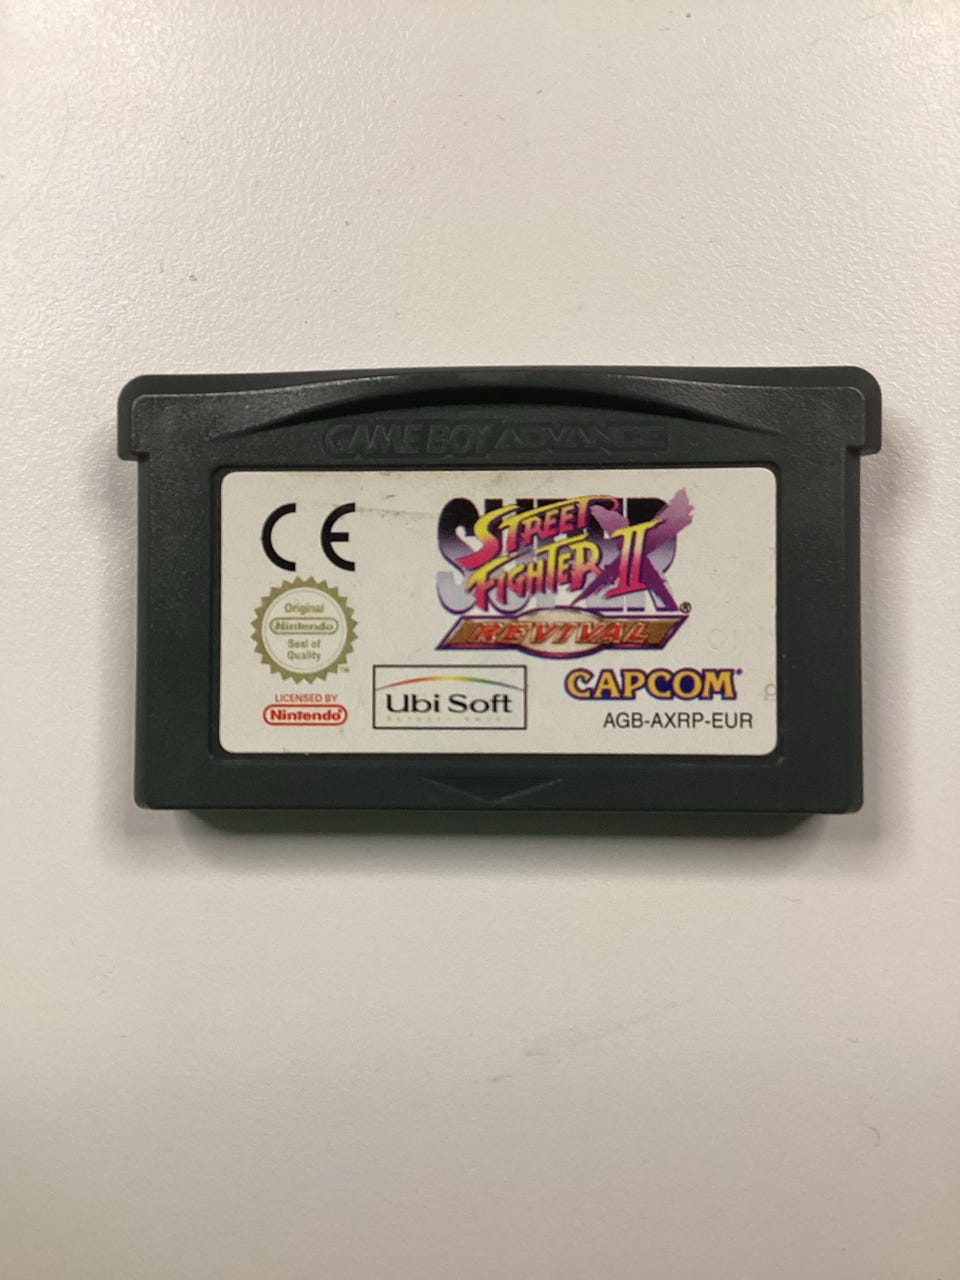 GAME BOY ADVANCE
CE
SUPER
STREET
FIGHTER II X
®
REVIVAL
Original
Nintendo
Seal of
Quality
TM
LICENSED BY
Nintendo
Ubi Soft
CAPCOM
AGB-AXRP-EUR